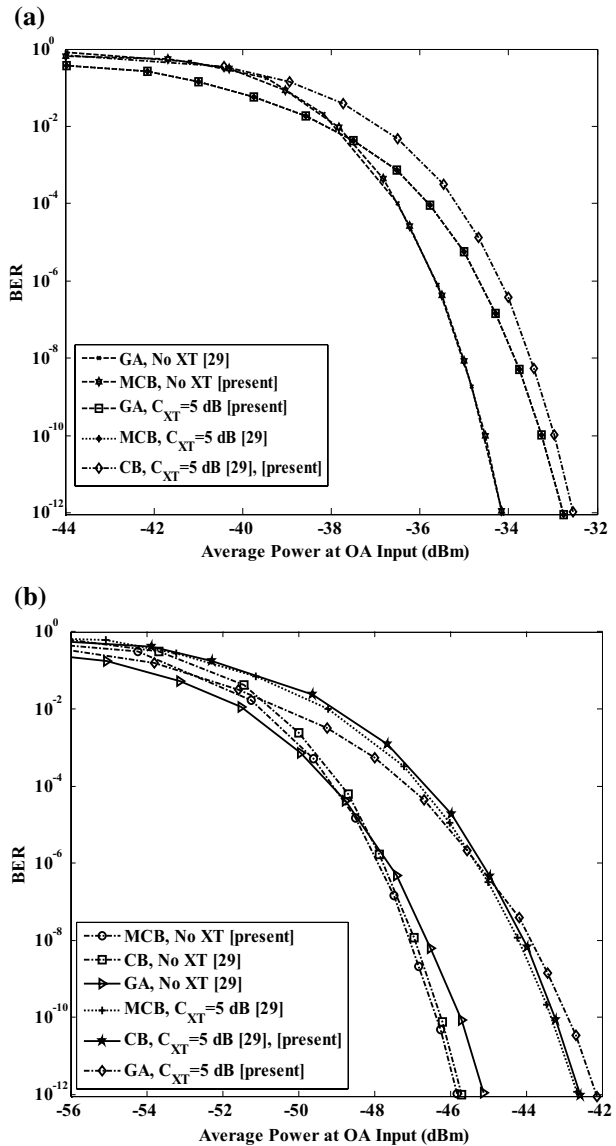 (a)
10^0
10^-2
10^-4
10^-6
10^-8
10^-10
10^-12
BER
GA, No XT [29]
MCB, No XT [present]
GA, C_XT=5 dB [present]
MCB, C_XT=5 dB [29]
CB, C_XT=5 dB [29], [present]
-44 -42 -40 -38 -36 -34 -32
Average Power at OA Input (dBm)
(b)
10^0
10^-2
10^-4
10^-6
10^-8
10^-10
10^-12
BER
MCB, No XT [present]
CB, No XT [29]
GA, No XT [29]
MCB, C_XT=5 dB [29]
CB, C_XT=5 dB [29], [present]
GA, C_XT=5 dB [present]
-56 -54 -52 -50 -48 -46 -44 -42
Average Power at OA Input (dBm)